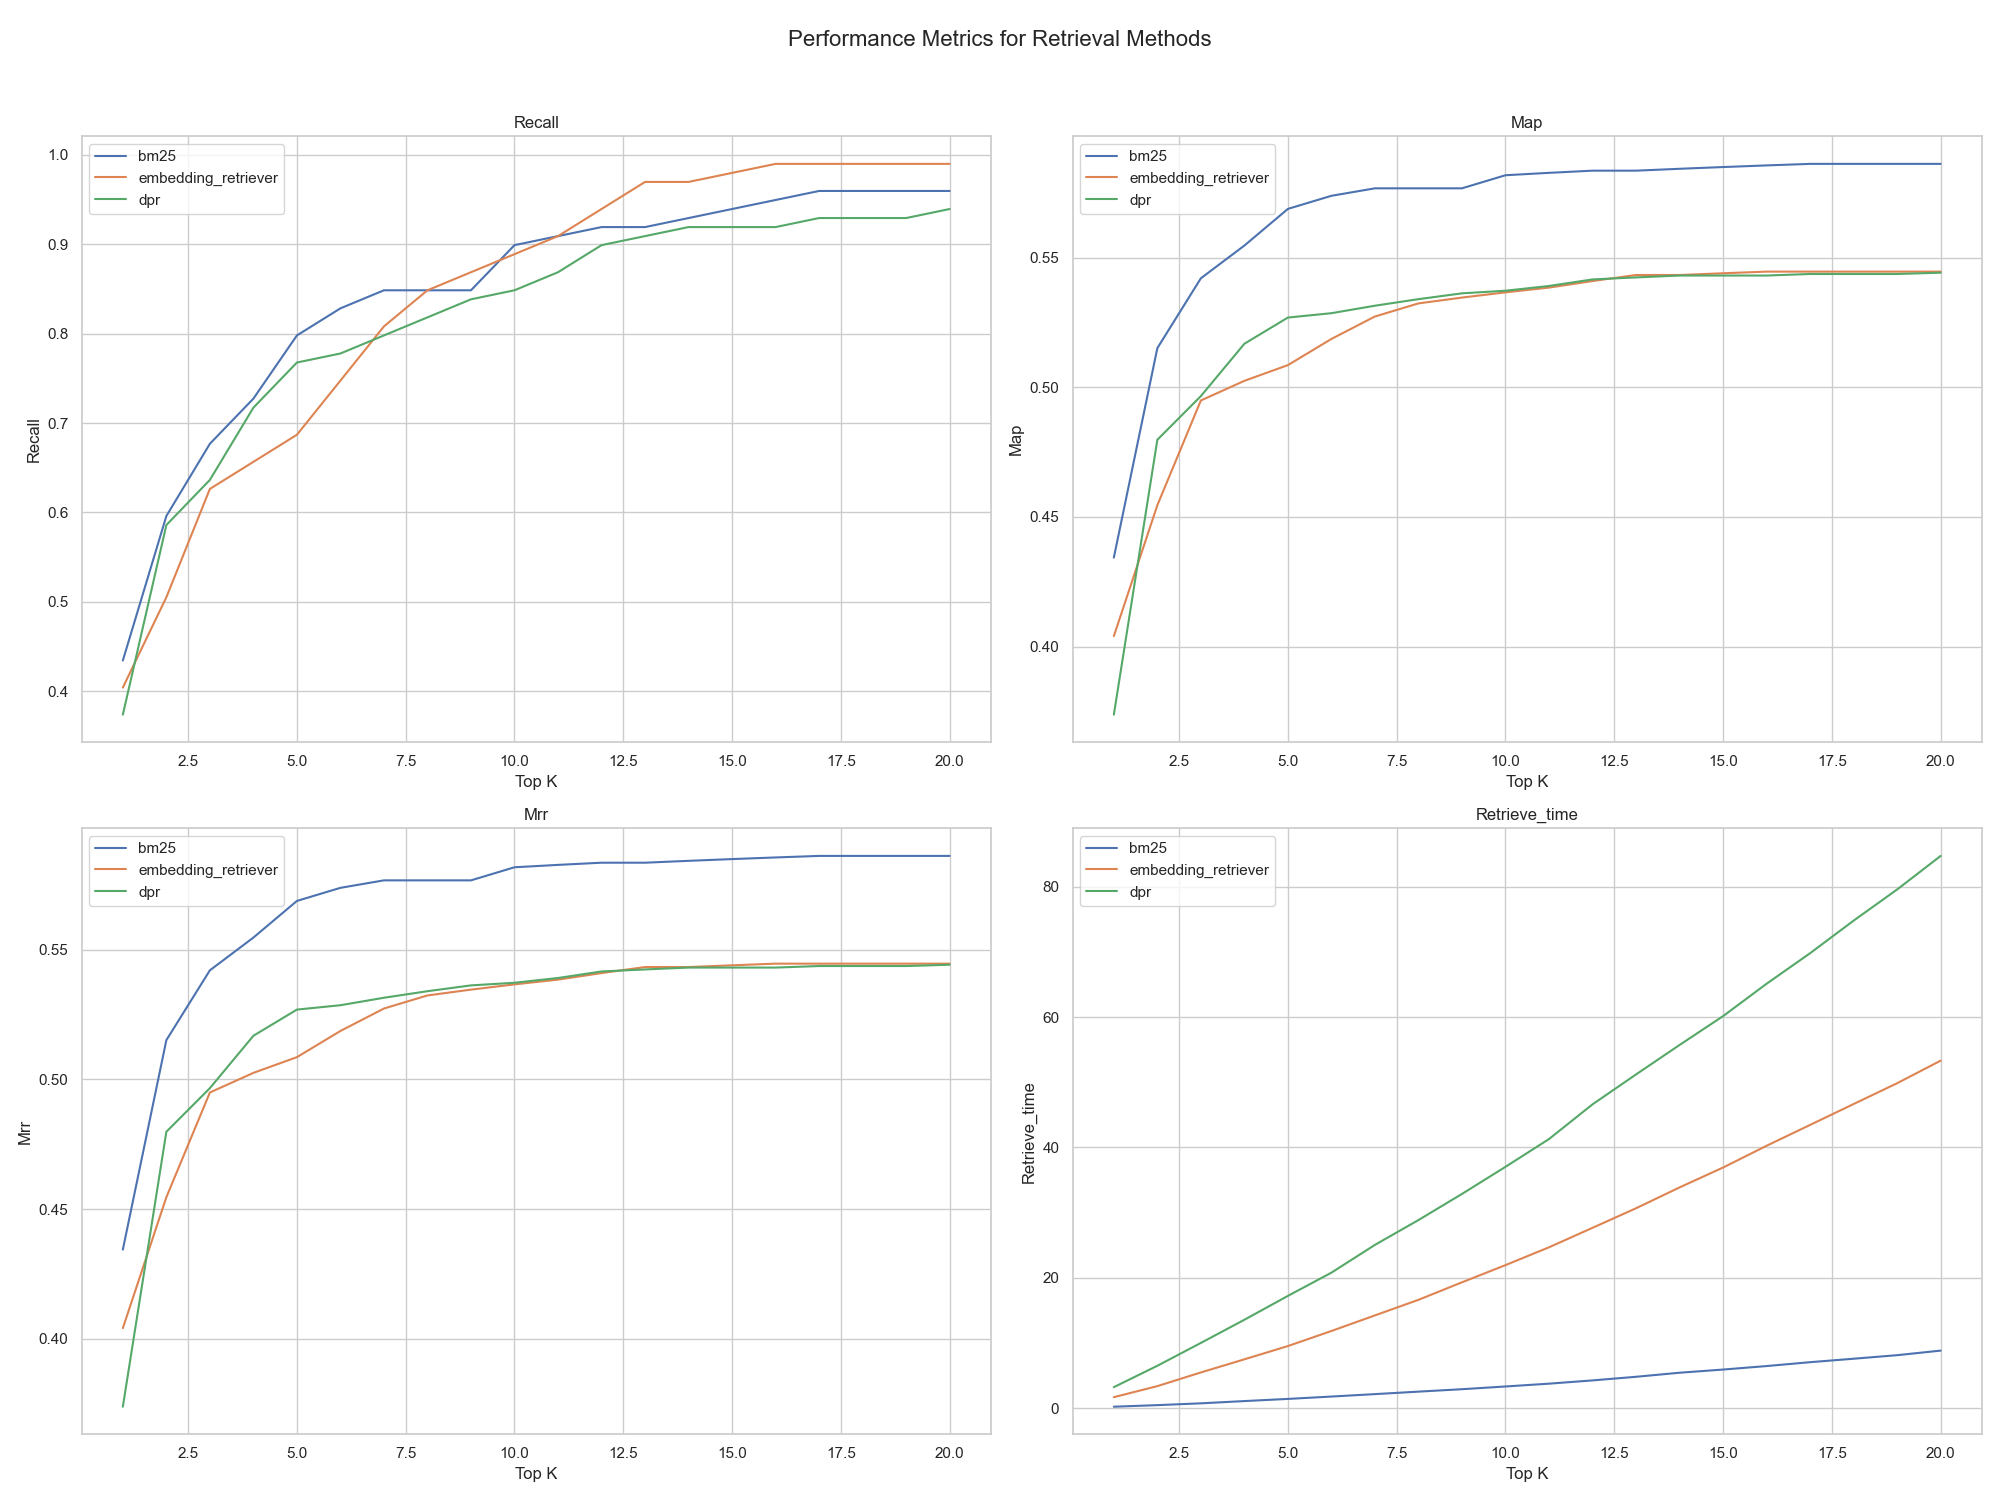 Performance Metrics for Retrieval Methods
Recall
bm25
embedding_retriever
dpr
1.0
0.9
0.8
0.7
0.6
0.5
0.4
Recall
2.5 5.0 7.5 10.0 12.5 15.0 17.5 20.0
Top K
Map
bm25
embedding_retriever
dpr
0.55
0.50
0.45
0.40
Map
2.5 5.0 7.5 10.0 12.5 15.0 17.5 20.0
Top K
Mrr
bm25
embedding_retriever
dpr
0.55
0.50
0.45
0.40
Mrr
2.5 5.0 7.5 10.0 12.5 15.0 17.5 20.0
Top K
Retrieve_time
bm25
embedding_retriever
dpr
80
60
40
20
0
Retrieve_time
2.5 5.0 7.5 10.0 12.5 15.0 17.5 20.0
Top K